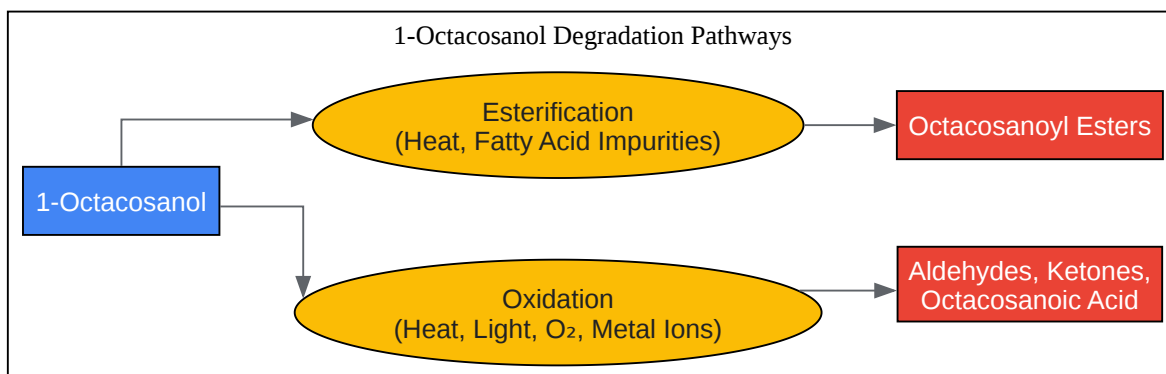 1-Octacosanol Degradation Pathways
Esterification
(Heat, Fatty Acid Impurities)
Octacosanoyl Esters
1-Octacosanol
Oxidation
(Heat, Light, O₂, Metal Ions)
Aldehydes, Ketones,
Octacosanoic Acid